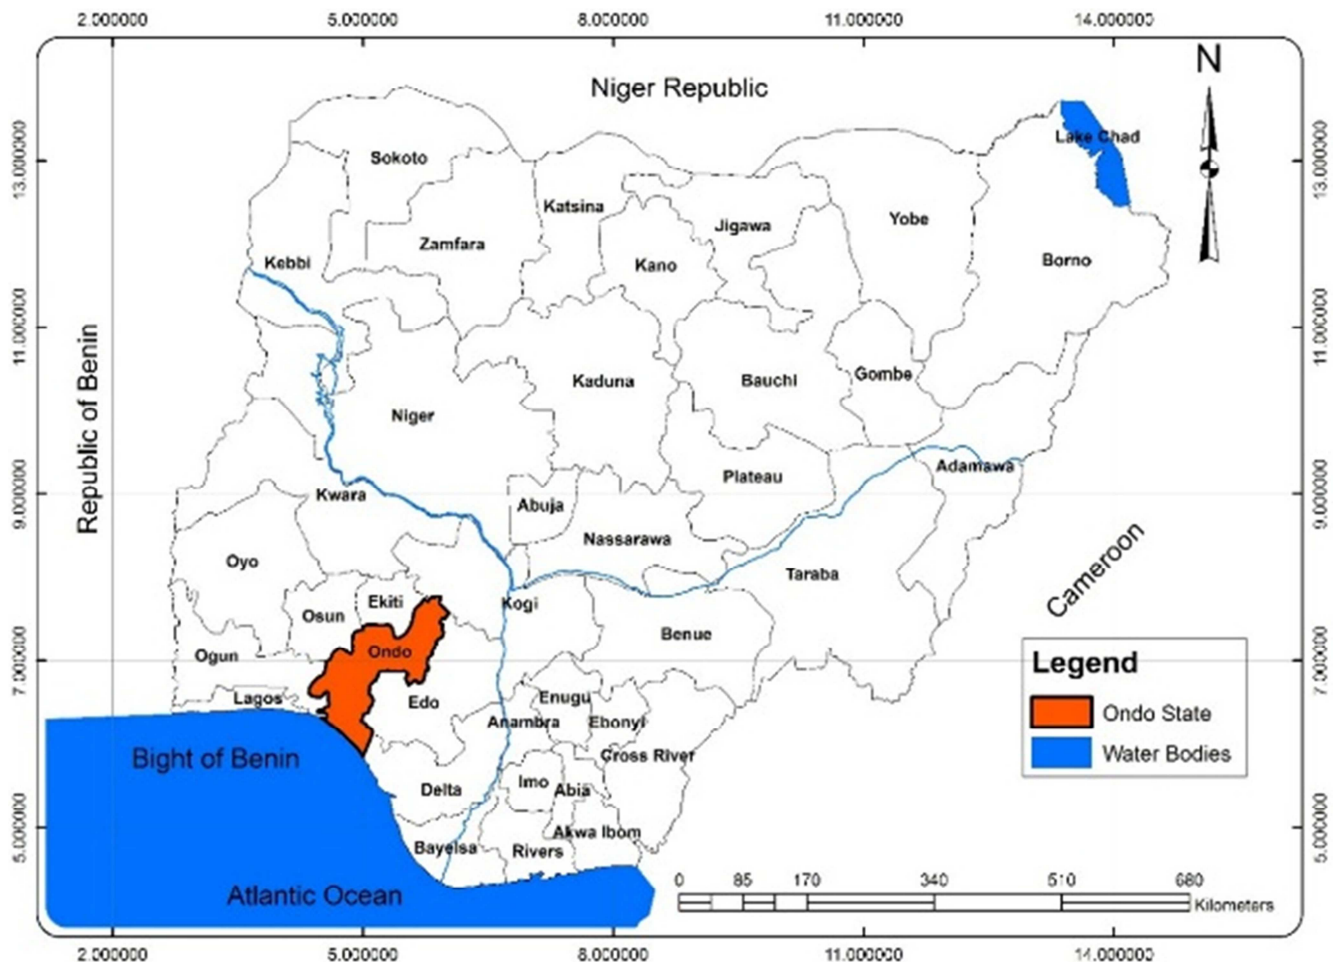 2.000000 5.000000 8.000000 11.000000 14.000000
N
Niger Republic
Lake Chad
13.000000 13.000000
Sokoto
Katsina
Yobe
Jigawa
Zamfara
Kano
Borno
Kebbi
11.000000 11.000000
Republic of Benin
Gombe
Kaduna
Bauchi
Niger
Adamawa
Plateau
9.000000 9.000000
Kwara
Abuja
Nassarawa
Oyo
Taraba
Cameroon
Ekiti
Kogi
Osun
Benue
Ondo
Ogun
7.000000 7.000000
Legend
Ondo State
Water Bodies
Lagos
Edo
Enugu
Anambra
Ebonyi
Cross River
Bight of Benin
Imo
Abia
Delta
5.000000 5.000000
Akwa Ibom
Bayelsa
Rivers
Atlantic Ocean
0 85 170 340 510 680
Kilometers
2.000000 5.000000 8.000000 11.000000 14.000000